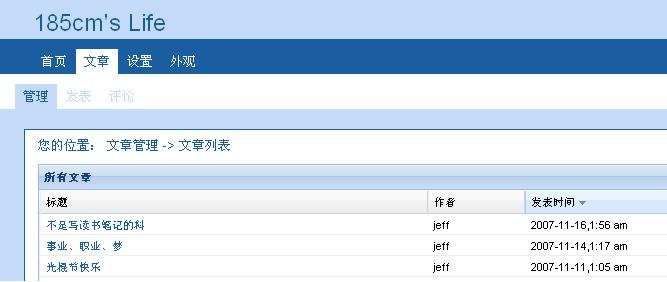 185cm's Life
首页 文章 设置 外观
管理 发表 评论
您的位置： 文章管理 -> 文章列表
所有文章
标题 作者 发表时间
不是写读书笔记的料 jeff 2007-11-16,1:56 am
事业、职业、梦 jeff 2007-11-14,1:17 am
光棍节快乐 jeff 2007-11-11,1:05 am